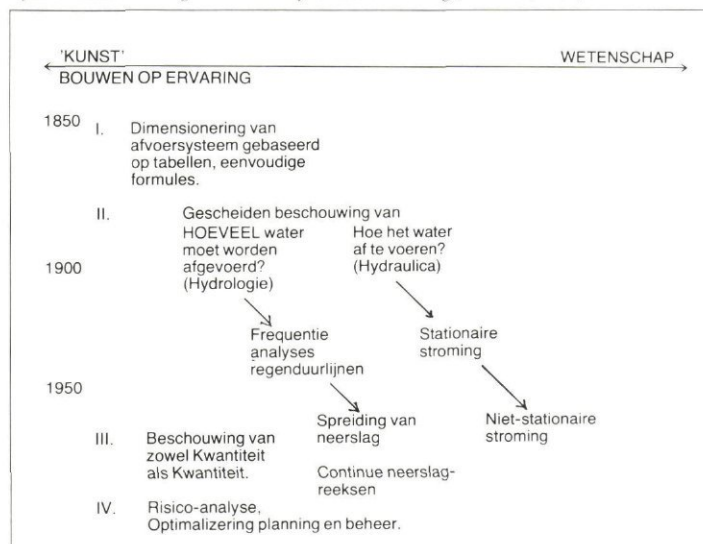 'KUNST' WETENSCHAP
BOUWEN OP ERVARING
1850
I. Dimensionering van
afvoersysteem gebaseerd
op tabellen, eenvoudige
formules.
II. Gescheiden beschouwing van
HOEVEEL water
moet worden
afgevoerd?
(Hydrologie)
Hoe het water
af te voeren?
(Hydraulica)
1900
Frequentie
analyses
regenduurlijnen
Stationaire
stroming
1950
Spreiding van
neerslag
Niet-stationaire
stroming
III. Beschouwing van
zowel Kwantiteit
als Kwantiteit.
Continue neerslag-
reeksen
IV. Risico-analyse,
Optimalizering planning en beheer.